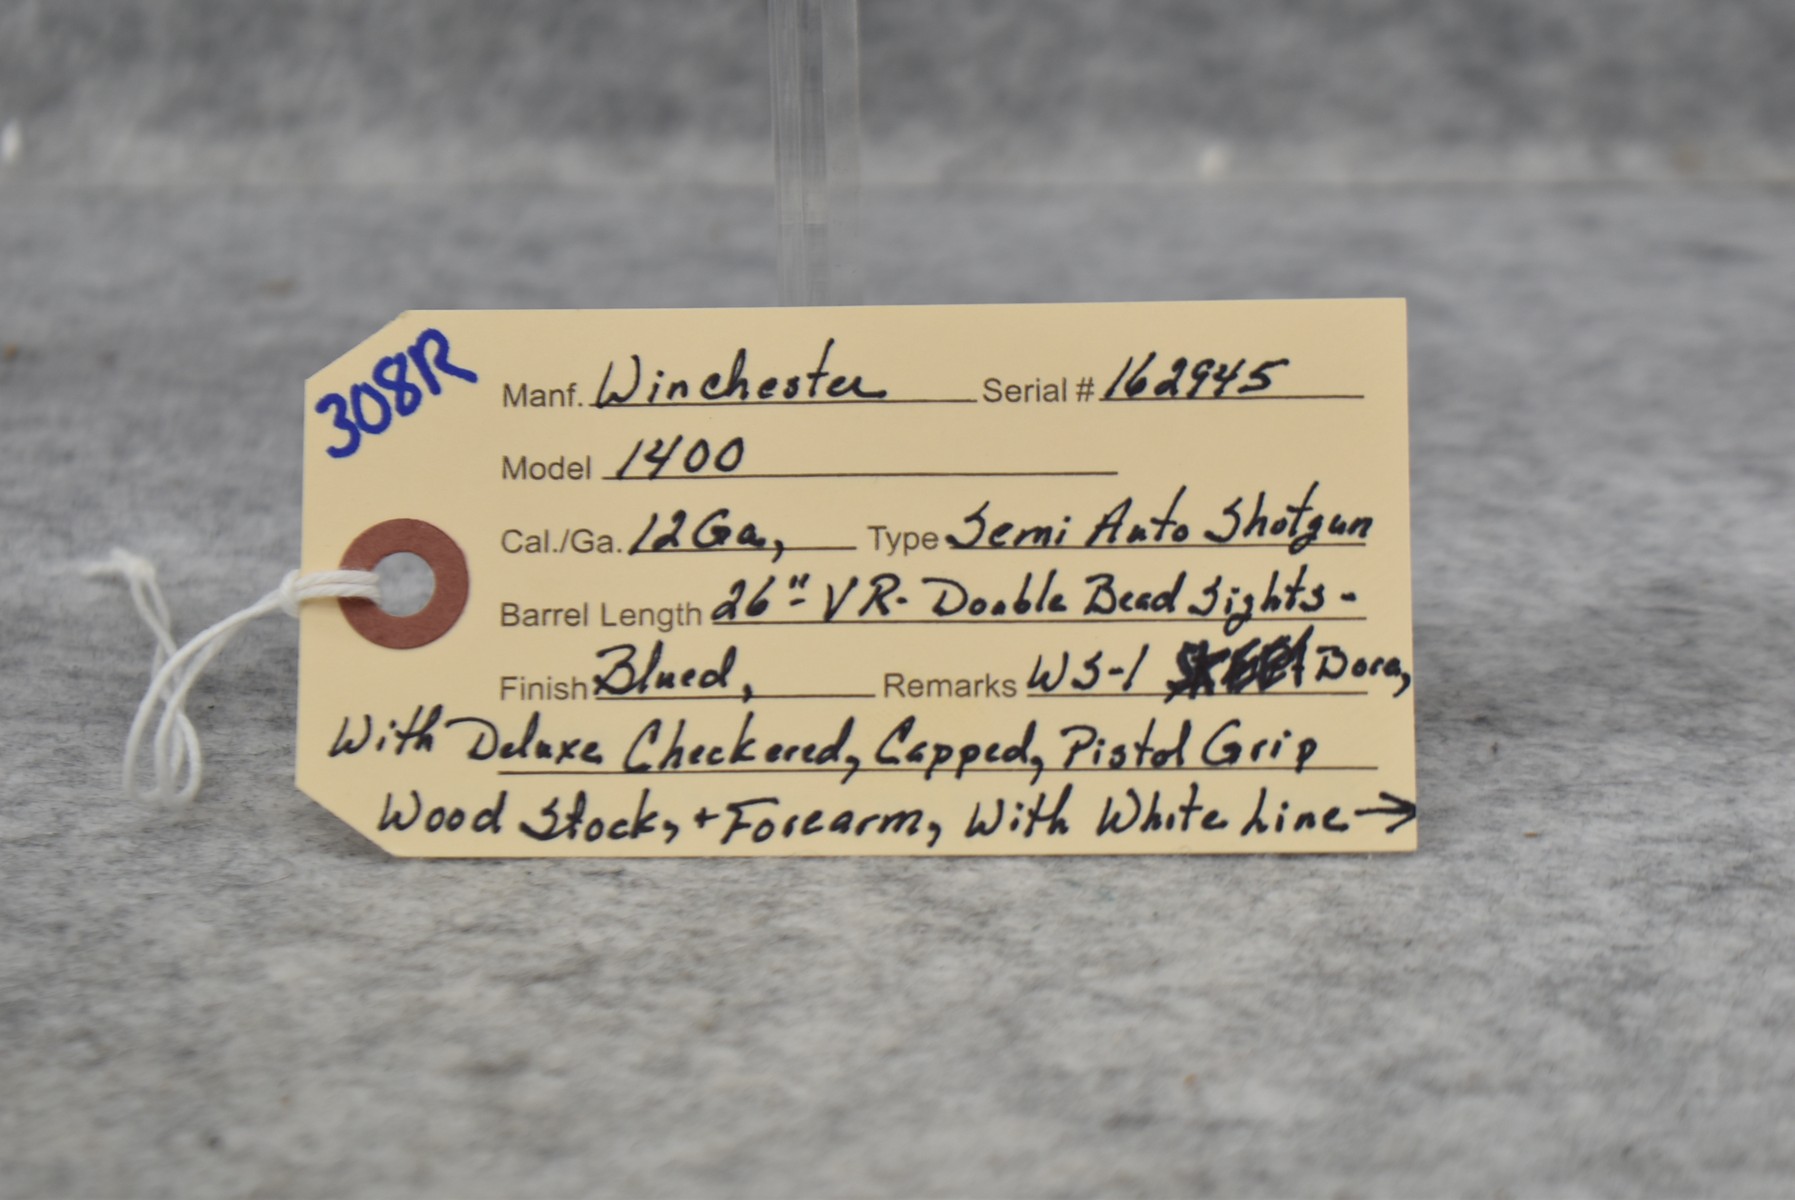 308R
Manf. Winchester Serial # 162945
Model 1400
Cal./Ga. 12 Ga, Type Semi Auto Shotgun
Barrel Length 26"- VR- Double Bead Sights-
Finish Blued, Remarks WS-1 Bore,
With Deluxe Checkered, Capped, Pistol Grip
Wood Stock, + Forearm, With White Line →